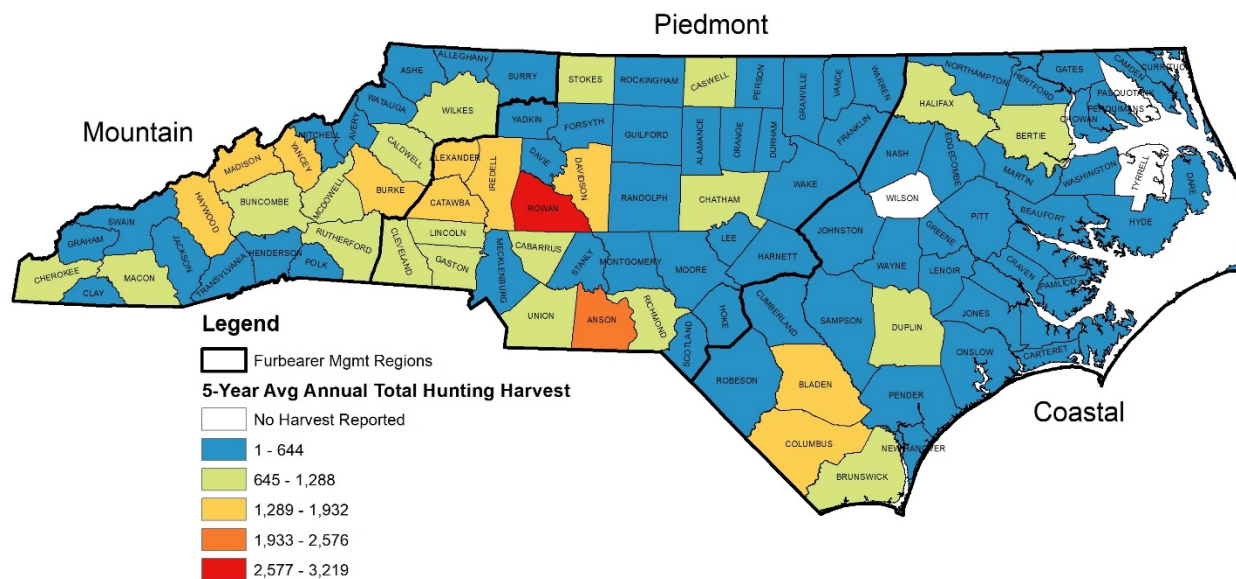 Piedmont
Mountain
Coastal
ALLEGHANY
ASHE
SURRY
STOKES
ROCKINGHAM
CASWELL
PERSON
GRANVILLE
VANCE
WARREN
NORTHAMPTON
HERTFORD
GATES
CAMDEN
PASQUOTANK
PERQUIMANS
CHOWAN
HALIFAX
BERTIE
WATAUGA
WILKES
YADKIN
FORSYTH
GUILFORD
ALAMANCE
ORANGE
DURHAM
FRANKLIN
NASH
EDGECOMBE
MARTIN
WASHINGTON
TYRRELL
DARE
MITCHELL
AVERY
CALDWELL
YANCEY
MADISON
LEXANDER
IREDELL
DAVIE
DAVIDSON
RANDOLPH
CHATHAM
WAKE
WILSON
PITT
BEAUFORT
HYDE
HAYWOOD
BUNCOMBE
MCDOWELL
BURKE
CATAWBA
ROWAN
SWAIN
GRAHAM
JACKSON
CHEROKEE
CLAY
MACON
TRANSYLVANIA
HENDERSON
POLK
RUTHERFORD
CLEVELAND
LINCOLN
GASTON
MECKLENBURG
CABARRUS
STANLY
MONTGOMERY
MOORE
LEE
HARNETT
JOHNSTON
WAYNE
GREENE
LENOIR
CRAVEN
PAMLICO
JONES
CARTERET
ONSLOW
DUPLIN
SAMPSON
CUMBERLAND
HOKE
SCOTLAND
RICHMOND
ANSON
UNION
ROBESON
BLADEN
PENDER
COLUMBUS
NEW HANOVER
BRUNSWICK
Legend
Furbearer Mgmt Regions
5-Year Avg Annual Total Hunting Harvest
No Harvest Reported
1 - 644
645 - 1,288
1,289 - 1,932
1,933 - 2,576
2,577 - 3,219